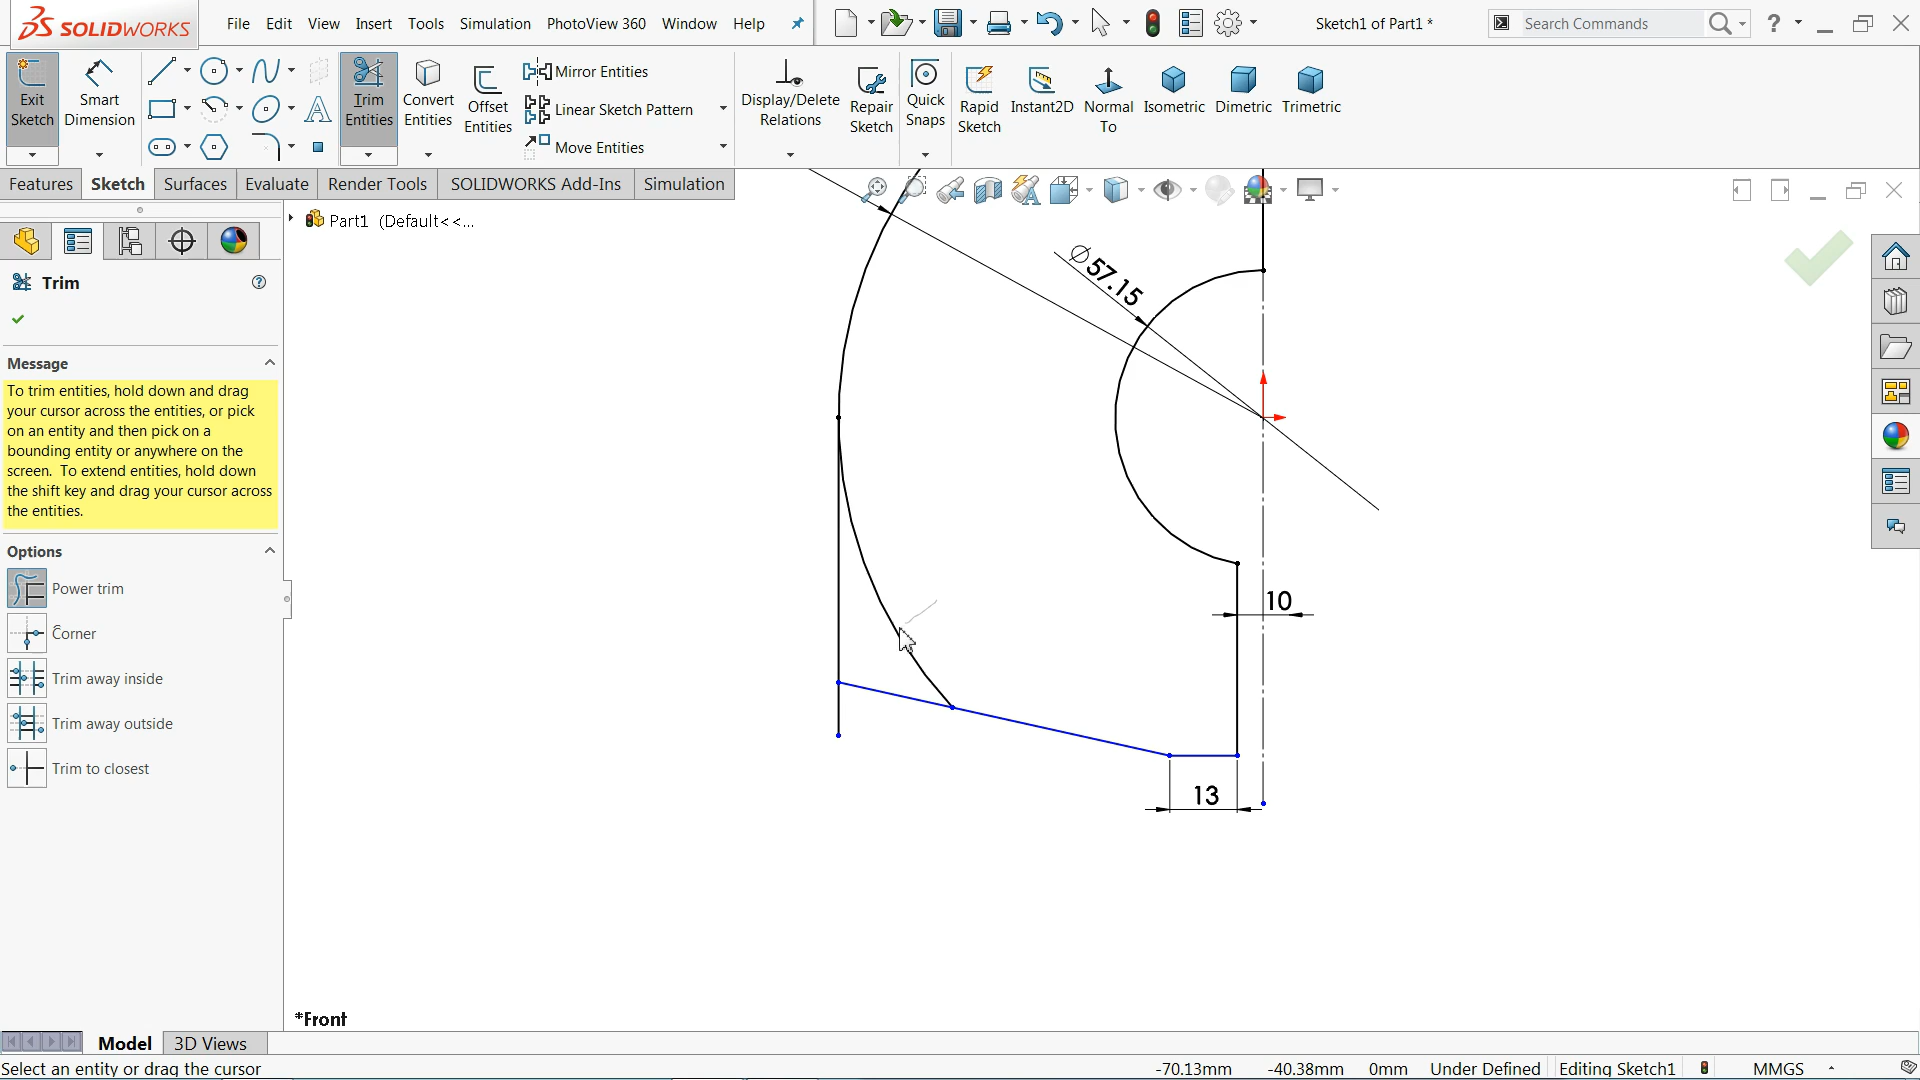 SOLIDWORKS
File Edit View Insert Tools Simulation PhotoView 360 Window Help
Sketch1 of Part1 *
Search Commands
Exit Sketch
Smart Dimension
Trim Entities
Convert Entities
Offset Entities
Mirror Entities
Linear Sketch Pattern
Move Entities
Display/Delete Relations
Repair Sketch
Quick Snaps
Rapid Sketch
Instant2D
Normal To
Isometric
Dimetric
Trimetric
Features Sketch Surfaces Evaluate Render Tools SOLIDWORKS Add-Ins Simulation
Part1 (Default<<...
Trim
Message
To trim entities, hold down and drag
your cursor across the entities, or pick
on an entity and then pick on a
bounding entity or anywhere on the
screen. To extend entities, hold down
the shift key and drag your cursor across
the entities.
Options
Power trim
Corner
Trim away inside
Trim away outside
Trim to closest
∅57.15
10
13
*Front
Model 3D Views
Select an entity or drag the cursor
-70.13mm -40.38mm 0mm Under Defined Editing Sketch1 MMGS